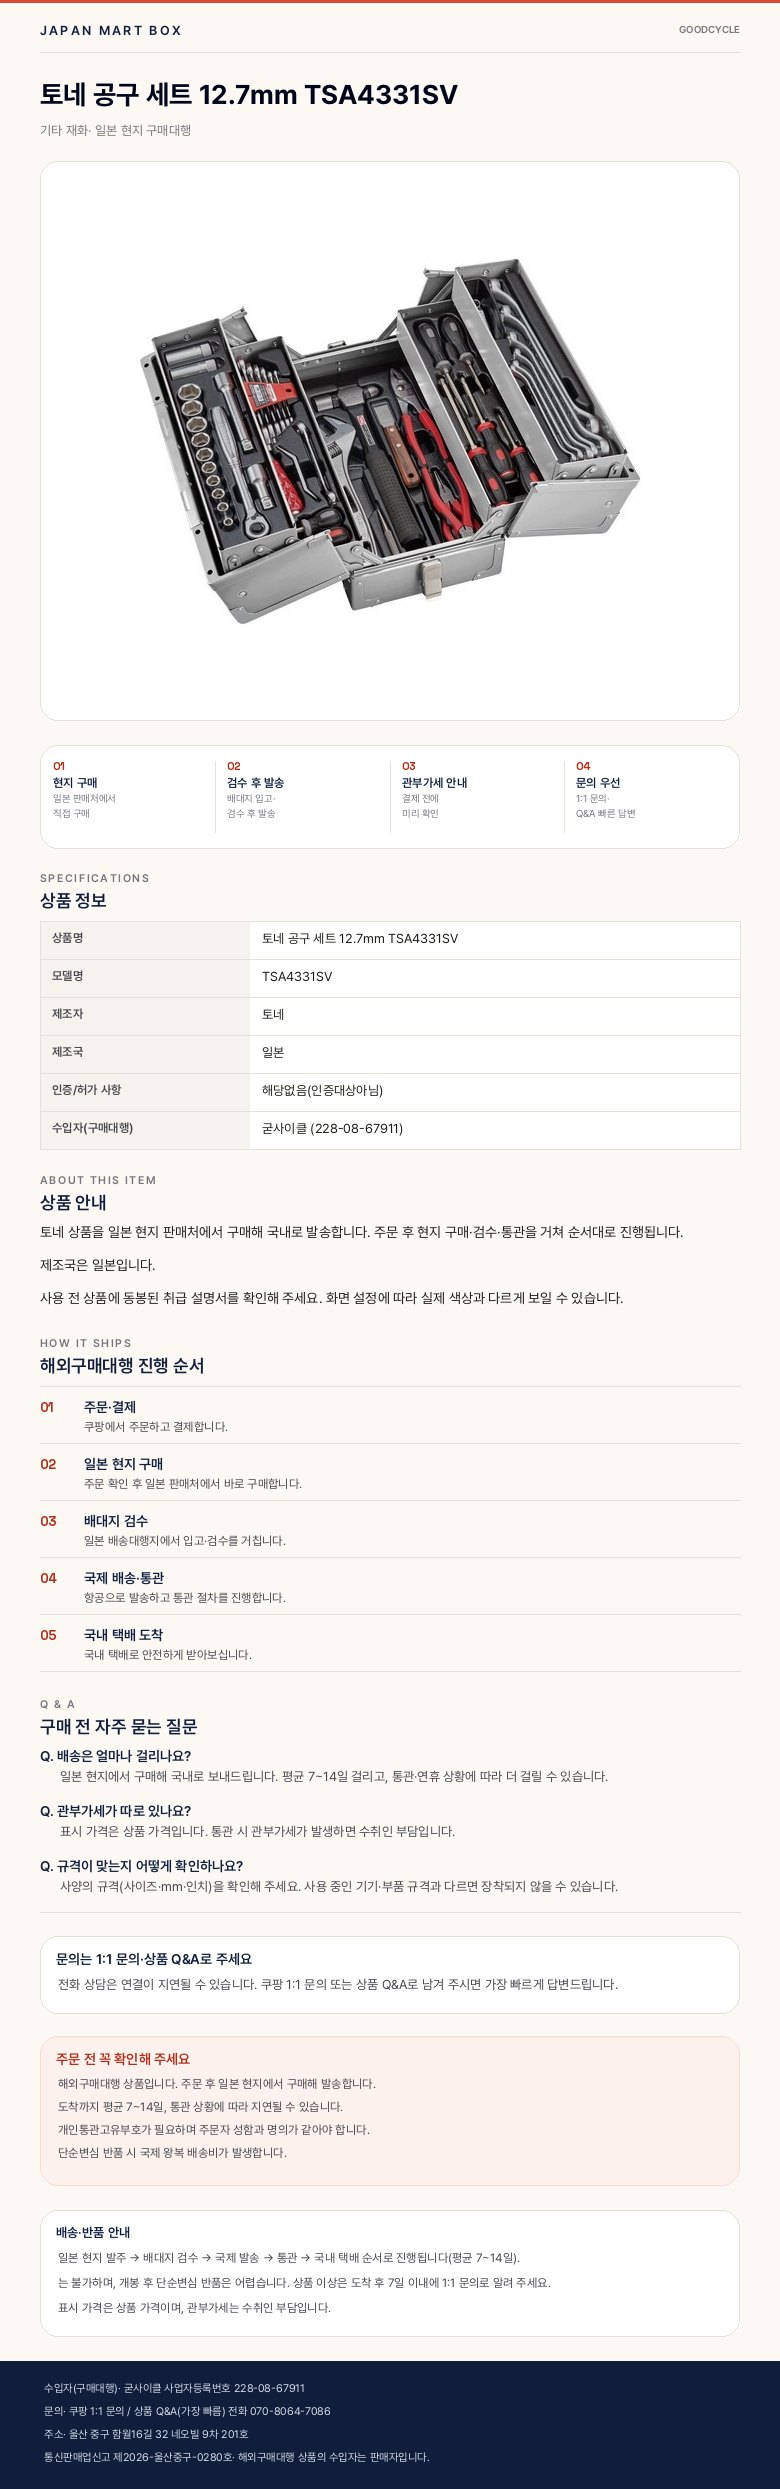 JAPAN MART BOX
GOODCYCLE
토네 공구 세트 12.7mm TSA4331SV
기타 재화· 일본 현지 구매대행
01
현지 구매
일본 판매처에서
직접 구매
02
검수 후 발송
배대지 입고·
검수 후 발송
03
관부가세 안내
결제 전에
미리 확인
04
문의 우선
1:1 문의·
Q&A 빠른 답변
SPECIFICATIONS
상품 정보
상품명 토네 공구 세트 12.7mm TSA4331SV
모델명 TSA4331SV
제조자 토네
제조국 일본
인증/허가 사항 해당없음(인증대상아님)
수입자(구매대행) 굳사이클 (228-08-67911)
ABOUT THIS ITEM
상품 안내
토네 상품을 일본 현지 판매처에서 구매해 국내로 발송합니다. 주문 후 현지 구매·검수·통관을 거쳐 순서대로 진행됩니다.
제조국은 일본입니다.
사용 전 상품에 동봉된 취급 설명서를 확인해 주세요. 화면 설정에 따라 실제 색상과 다르게 보일 수 있습니다.
HOW IT SHIPS
해외구매대행 진행 순서
01 주문·결제
쿠팡에서 주문하고 결제합니다.
02 일본 현지 구매
주문 확인 후 일본 판매처에서 바로 구매합니다.
03 배대지 검수
일본 배송대행지에서 입고·검수를 거칩니다.
04 국제 배송·통관
항공으로 발송하고 통관 절차를 진행합니다.
05 국내 택배 도착
국내 택배로 안전하게 받아보십니다.
Q & A
구매 전 자주 묻는 질문
Q. 배송은 얼마나 걸리나요?
일본 현지에서 구매해 국내로 보내드립니다. 평균 7~14일 걸리고, 통관·연휴 상황에 따라 더 걸릴 수 있습니다.
Q. 관부가세가 따로 있나요?
표시 가격은 상품 가격입니다. 통관 시 관부가세가 발생하면 수취인 부담입니다.
Q. 규격이 맞는지 어떻게 확인하나요?
사양의 규격(사이즈·mm·인치)을 확인해 주세요. 사용 중인 기기·부품 규격과 다르면 장착되지 않을 수 있습니다.
문의는 1:1 문의·상품 Q&A로 주세요
전화 상담은 연결이 지연될 수 있습니다. 쿠팡 1:1 문의 또는 상품 Q&A로 남겨 주시면 가장 빠르게 답변드립니다.
주문 전 꼭 확인해 주세요
해외구매대행 상품입니다. 주문 후 일본 현지에서 구매해 발송합니다.
도착까지 평균 7~14일, 통관 상황에 따라 지연될 수 있습니다.
개인통관고유부호가 필요하며 주문자 성함과 명의가 같아야 합니다.
단순변심 반품 시 국제 왕복 배송비가 발생합니다.
배송·반품 안내
일본 현지 발주 → 배대지 검수 → 국제 발송 → 통관 → 국내 택배 순서로 진행됩니다(평균 7~14일).
는 불가하며, 개봉 후 단순변심 반품은 어렵습니다. 상품 이상은 도착 후 7일 이내에 1:1 문의로 알려 주세요.
표시 가격은 상품 가격이며, 관부가세는 수취인 부담입니다.
수입자(구매대행)· 굳사이클 사업자등록번호 228-08-67911
문의· 쿠팡 1:1 문의 / 상품 Q&A(가장 빠름) 전화 070-8064-7086
주소· 울산 중구 함월16길 32 네오빌 9차 201호
통신판매업신고 제2026-울산중구-0280호· 해외구매대행 상품의 수입자는 판매자입니다.